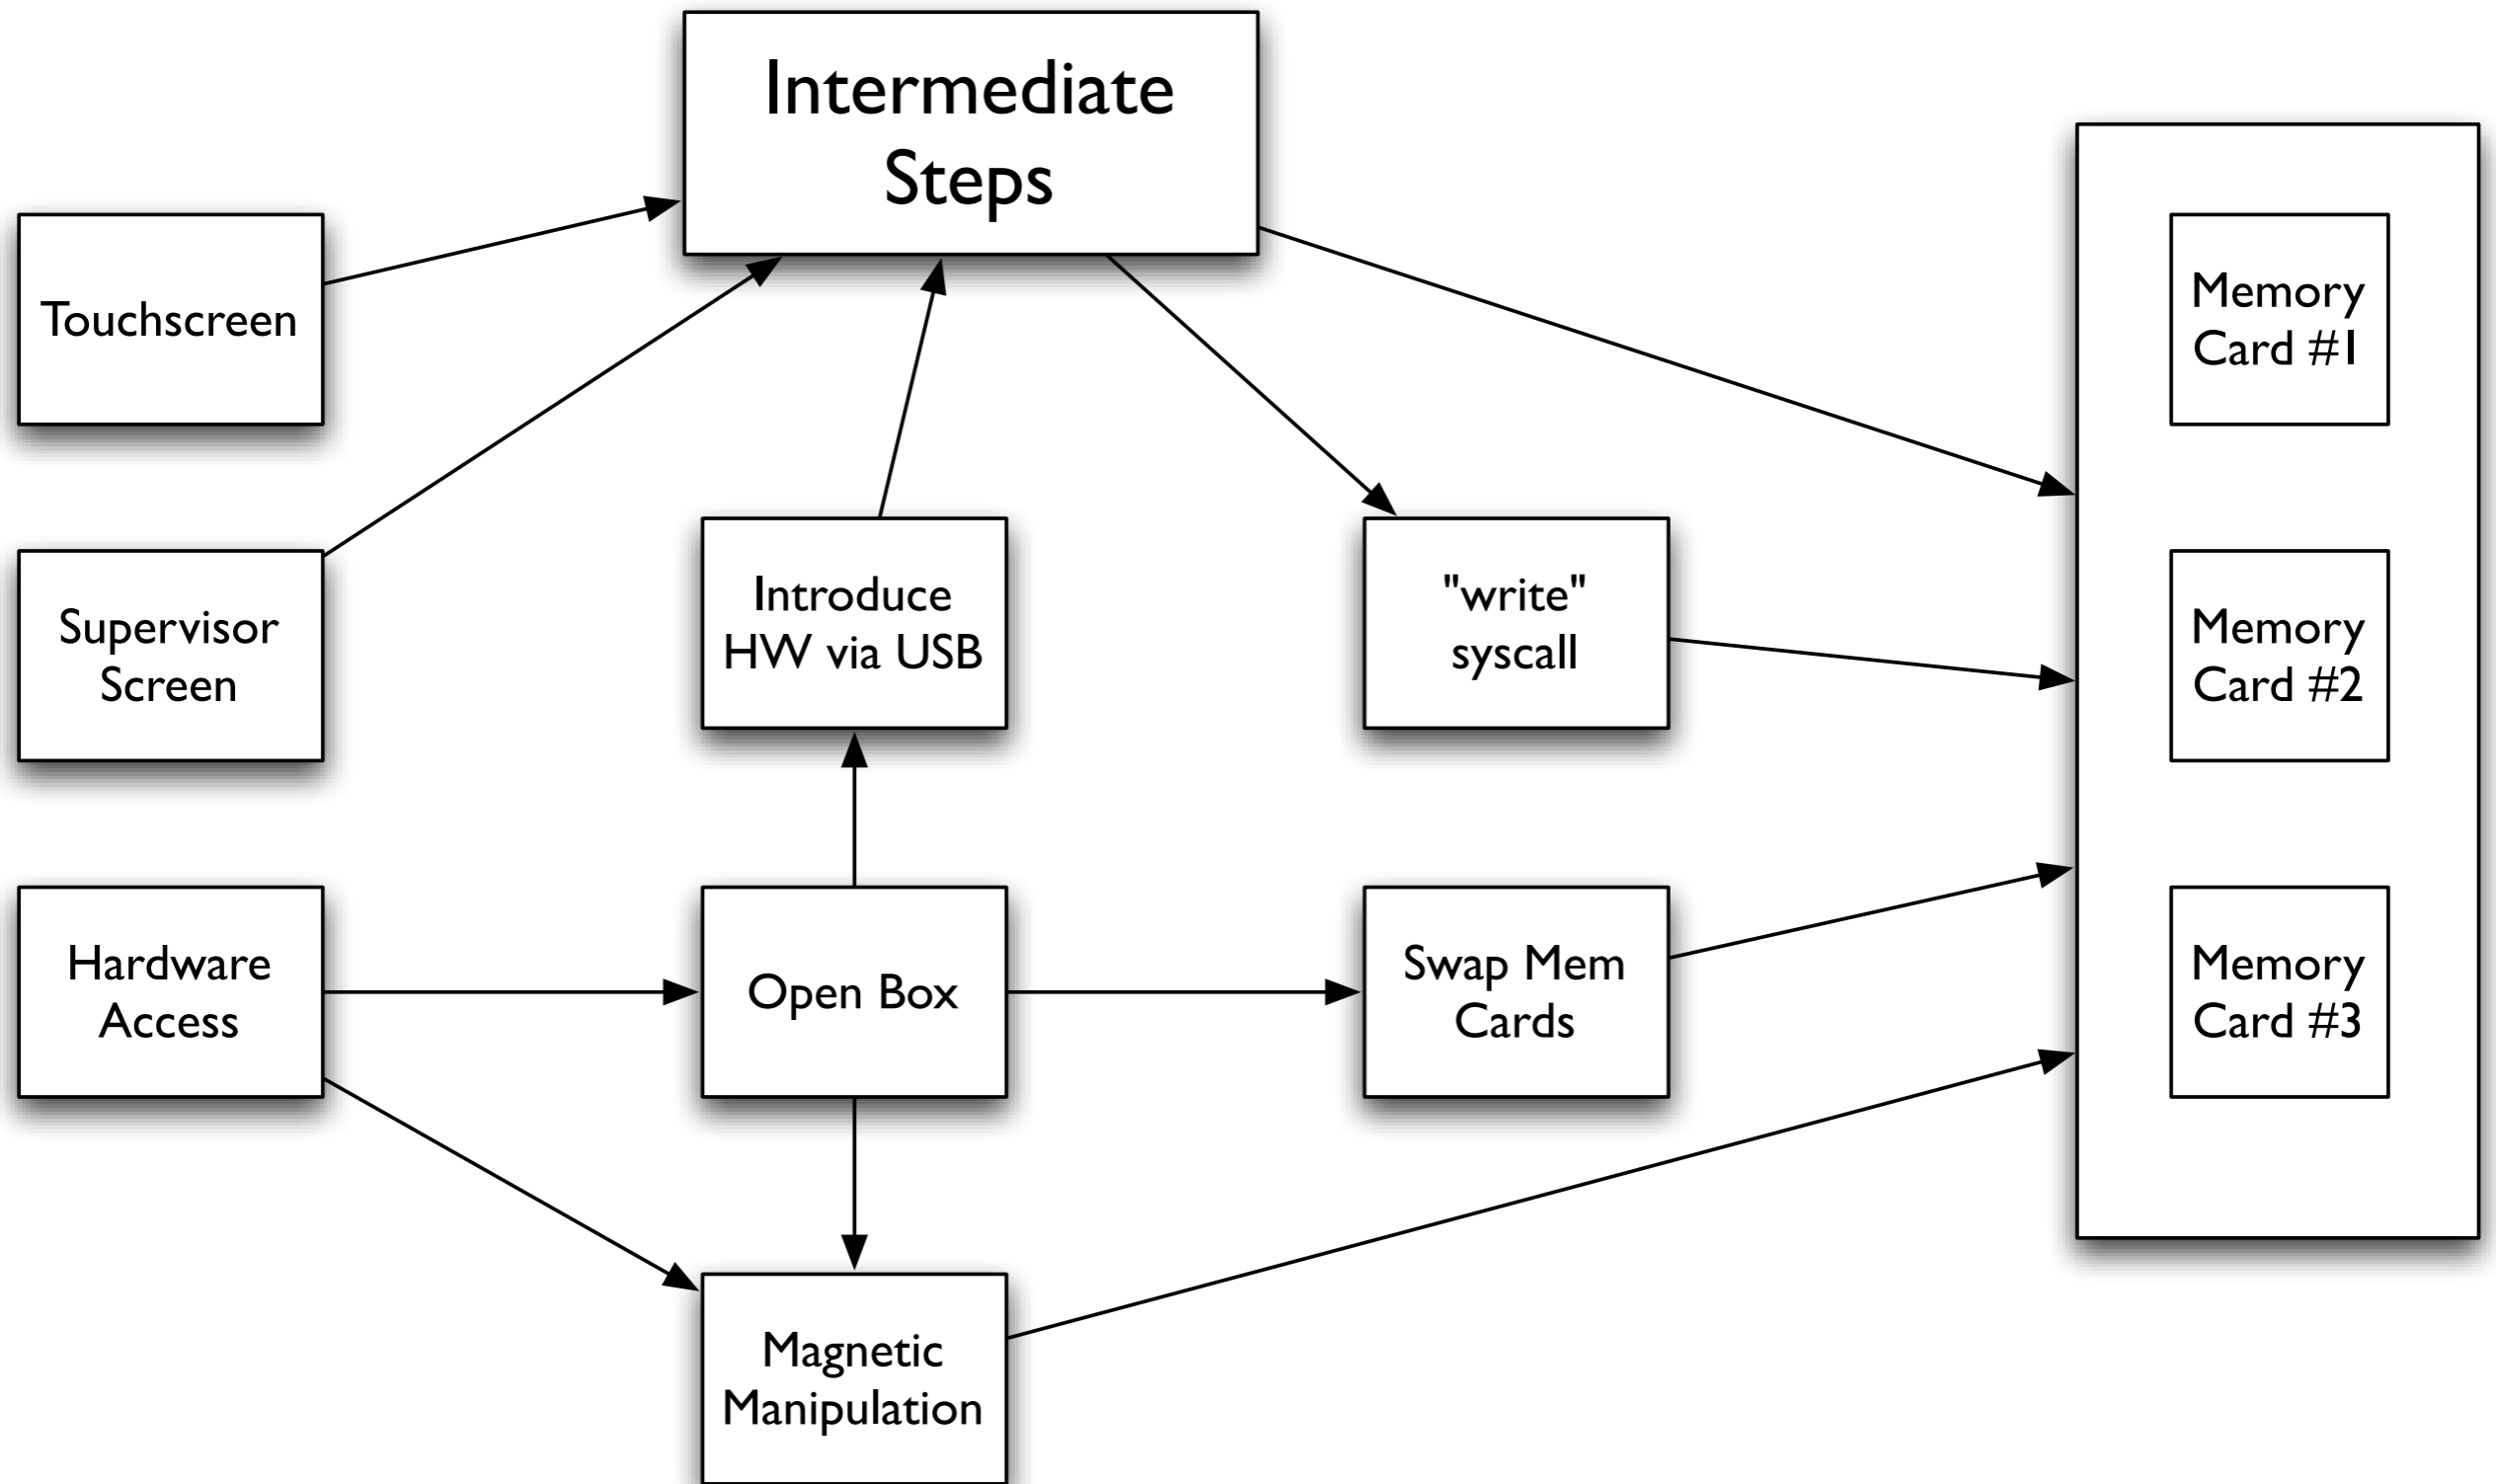 Intermediate
Steps
Touchscreen
Memory
Card #1
Supervisor
Screen
Introduce
HW via USB
"write"
syscall
Memory
Card #2
Hardware
Access
Open Box
Swap Mem
Cards
Memory
Card #3
Magnetic
Manipulation